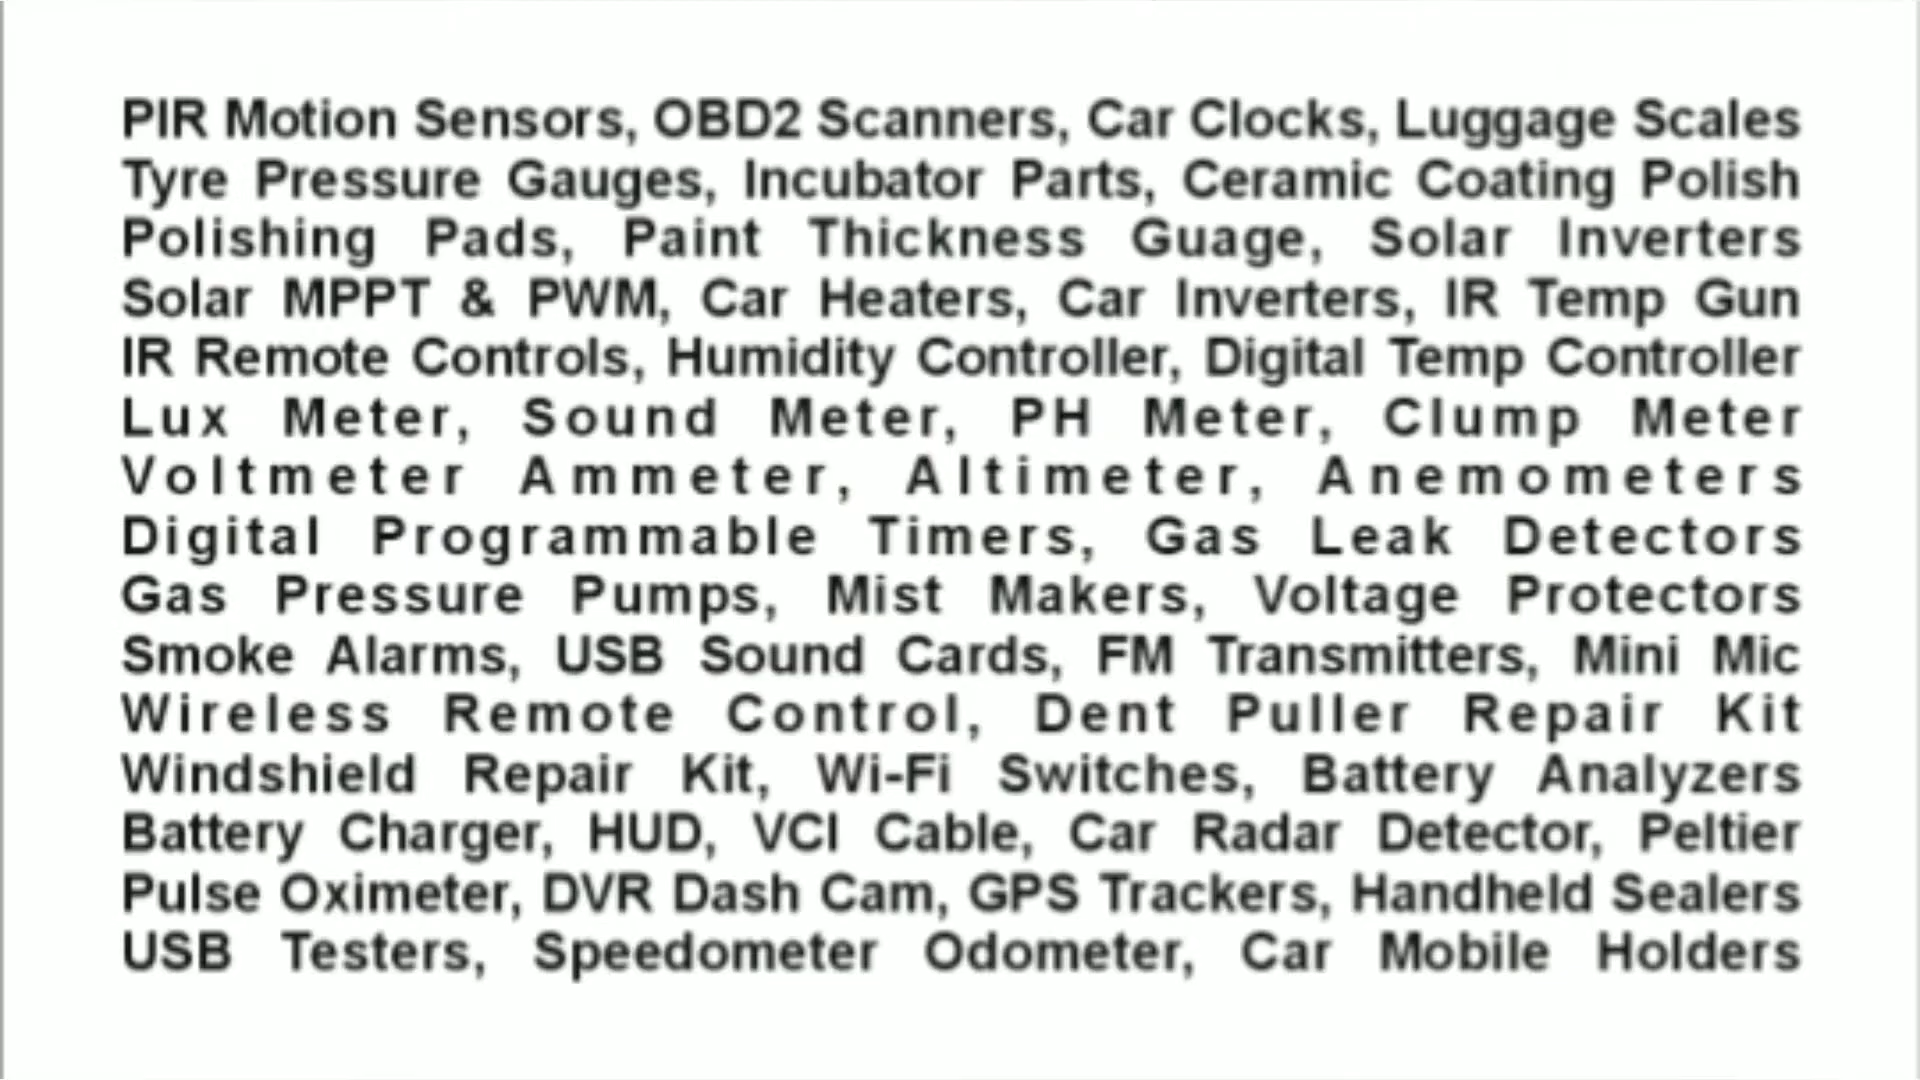 PIR Motion Sensors, OBD2 Scanners, Car Clocks, Luggage Scales
Tyre Pressure Gauges, Incubator Parts, Ceramic Coating Polish
Polishing Pads, Paint Thickness Guage, Solar Inverters
Solar MPPT & PWM, Car Heaters, Car Inverters, IR Temp Gun
IR Remote Controls, Humidity Controller, Digital Temp Controller
Lux Meter, Sound Meter, PH Meter, Clump Meter
Voltmeter Ammeter, Altimeter, Anemometers
Digital Programmable Timers, Gas Leak Detectors
Gas Pressure Pumps, Mist Makers, Voltage Protectors
Smoke Alarms, USB Sound Cards, FM Transmitters, Mini Mic
Wireless Remote Control, Dent Puller Repair Kit
Windshield Repair Kit, Wi-Fi Switches, Battery Analyzers
Battery Charger, HUD, VCI Cable, Car Radar Detector, Peltier
Pulse Oximeter, DVR Dash Cam, GPS Trackers, Handheld Sealers
USB Testers, Speedometer Odometer, Car Mobile Holders